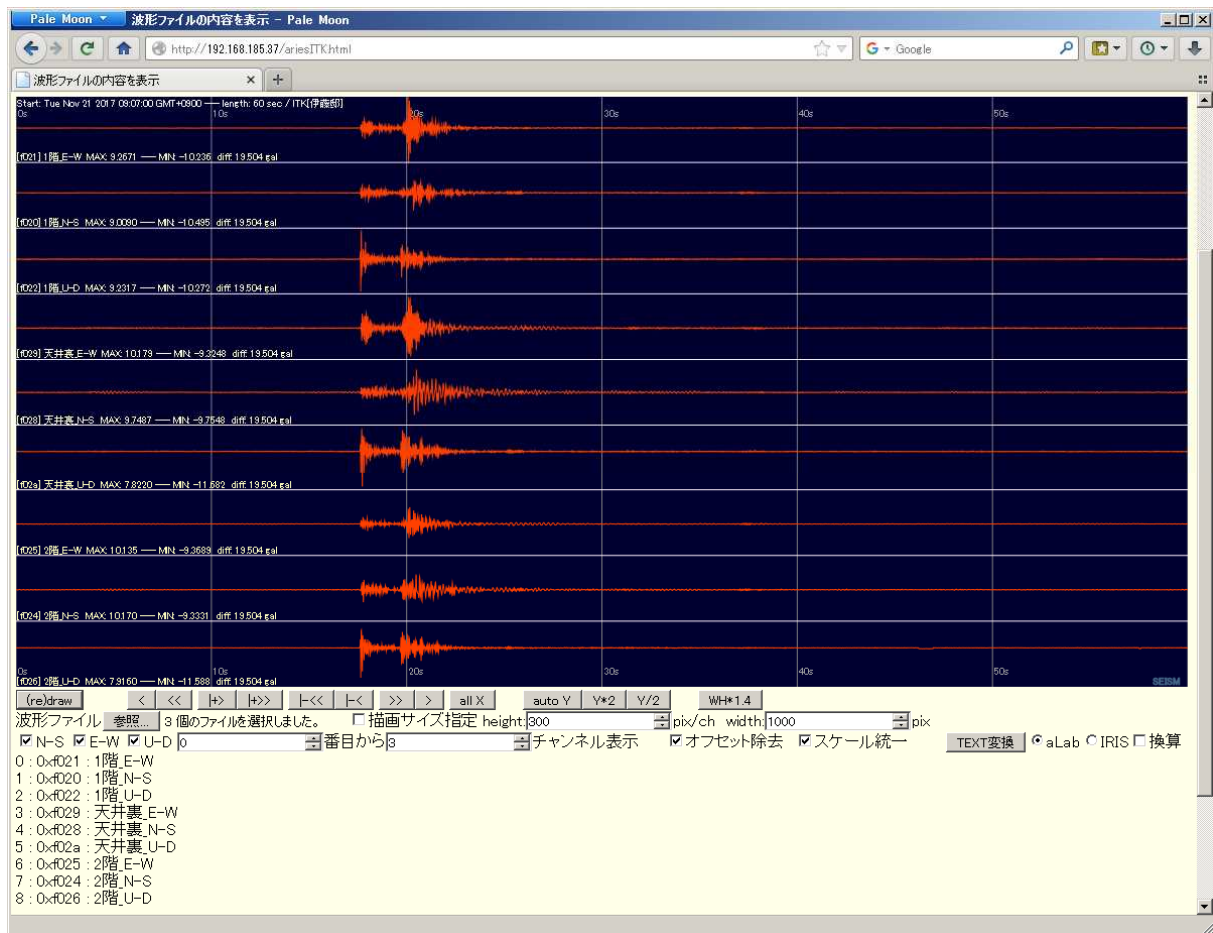 Pale Moon 波形ファイルの内容を表示 - Pale Moon
http://192.168.185.37/ariesITK.html Google
波形ファイルの内容を表示 × +
Start: Tue Nov 21 2017 09:07:00 GMT+0900 ── length: 60 sec / ITK[伊藤邸]
0s 10s 20s 30s 40s 50s
[f021] 1階_E-W MAX: 9.2671 ── MIN: -10.236 diff: 19.504 gal
[f020] 1階_N-S MAX: 9.0090 ── MIN: -10.495 diff: 19.504 gal
[f022] 1階_U-D MAX: 9.2317 ── MIN: -10.272 diff: 19.504 gal
[f029] 天井裏_E-W MAX: 10.179 ── MIN: -9.3248 diff: 19.504 gal
[f028] 天井裏_N-S MAX: 9.7487 ── MIN: -9.7548 diff: 19.504 gal
[f02a] 天井裏_U-D MAX: 7.8220 ── MIN: -11.682 diff: 19.504 gal
[f025] 2階_E-W MAX: 10.135 ── MIN: -9.3689 diff: 19.504 gal
[f024] 2階_N-S MAX: 10.170 ── MIN: -9.3331 diff: 19.504 gal
0s 10s 20s 30s 40s 50s
[f026] 2階_U-D MAX: 7.9160 ── MIN: -11.588 diff: 19.504 gal SEISM
(re)draw < << |+> |+>> |-<< |-< >> > all X auto Y Y*2 Y/2 WH*1.4
波形ファイル 参照... 3 個のファイルを選択しました。 描画サイズ指定 height: 300 pix/ch width: 1000 pix
N-S E-W U-D 0 番目から 3 チャンネル表示 オフセット除去 スケール統一 TEXT変換 aLab IRIS 換算
0 : 0xf021 : 1階_E-W
1 : 0xf020 : 1階_N-S
2 : 0xf022 : 1階_U-D
3 : 0xf029 : 天井裏_E-W
4 : 0xf028 : 天井裏_N-S
5 : 0xf02a : 天井裏_U-D
6 : 0xf025 : 2階_E-W
7 : 0xf024 : 2階_N-S
8 : 0xf026 : 2階_U-D